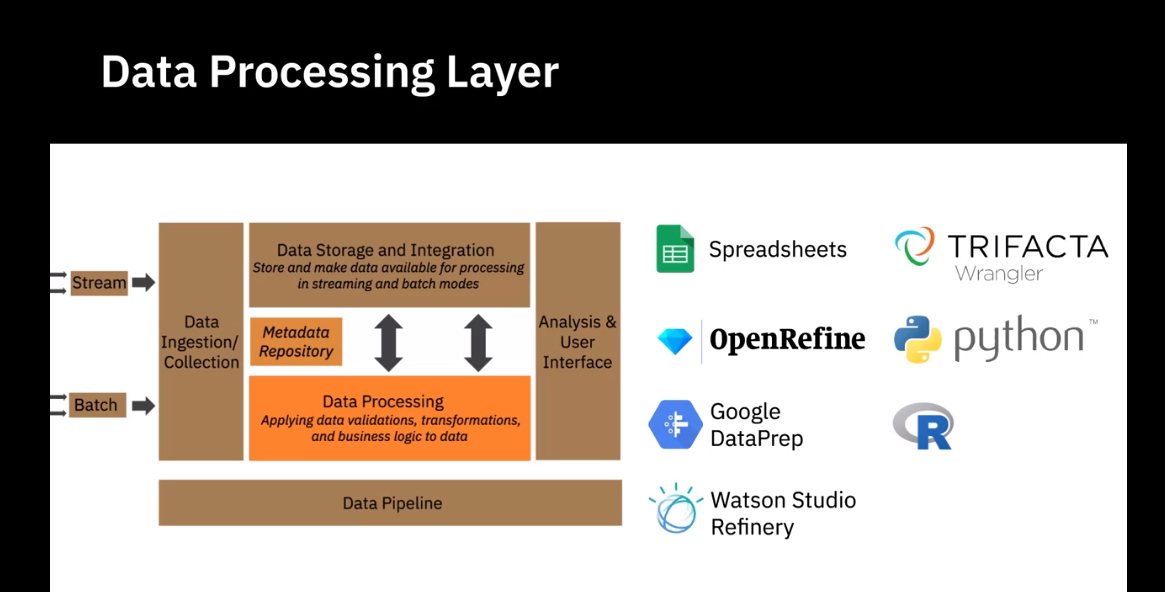 Data Processing Layer
Stream
Batch
Data
Ingestion/
Collection
Data Storage and Integration
Store and make data available for processing
in streaming and batch modes
Metadata
Repository
Data Processing
Applying data validations, transformations,
and business logic to data
Analysis &
User
Interface
Data Pipeline
Spreadsheets
TRIFACTA
Wrangler
OpenRefine
python™
Google
DataPrep
R
Watson Studio
Refinery